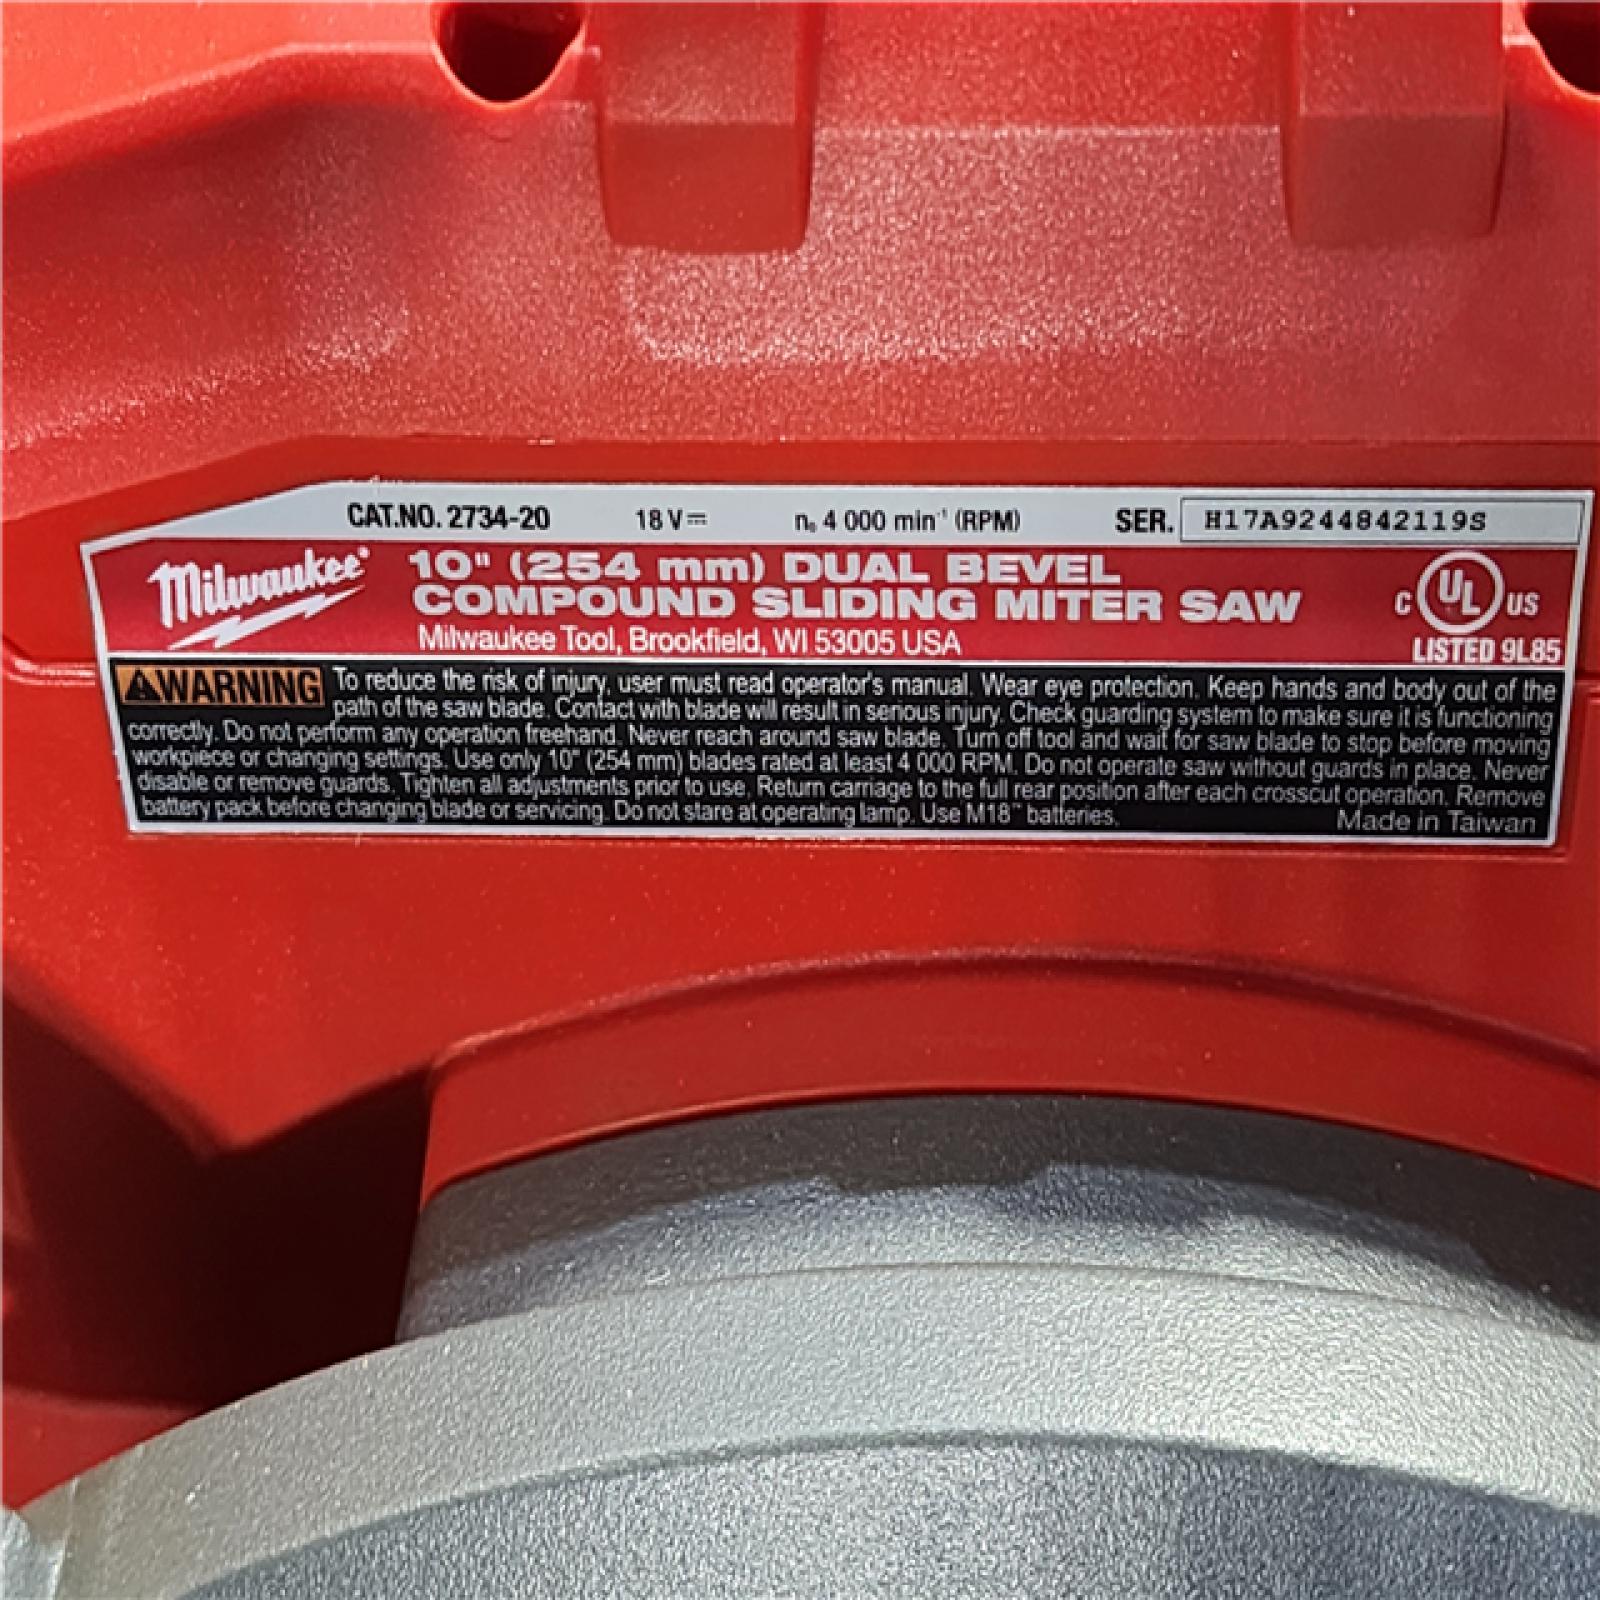 CAT.NO. 2734-20 18 V⎓ n₀ 4 000 min⁻¹ (RPM) SER. H17A9244842119S
Milwaukee® 10" (254 mm) DUAL BEVEL
COMPOUND SLIDING MITER SAW C UL US
Milwaukee Tool, Brookfield, WI 53005 USA LISTED 9L85
WARNING To reduce the risk of injury, user must read operator's manual. Wear eye protection. Keep hands and body out of the
path of the saw blade. Contact with blade will result in serious injury. Check guarding system to make sure it is functioning
correctly. Do not perform any operation freehand. Never reach around saw blade. Turn off tool and wait for saw blade to stop before moving
workpiece or changing settings. Use only 10" (254 mm) blades rated at least 4 000 RPM. Do not operate saw without guards in place. Never
disable or remove guards. Tighten all adjustments prior to use. Return carriage to the full rear position after each crosscut operation. Remove
battery pack before changing blade or servicing. Do not stare at operating lamp. Use M18™ batteries. Made in Taiwan